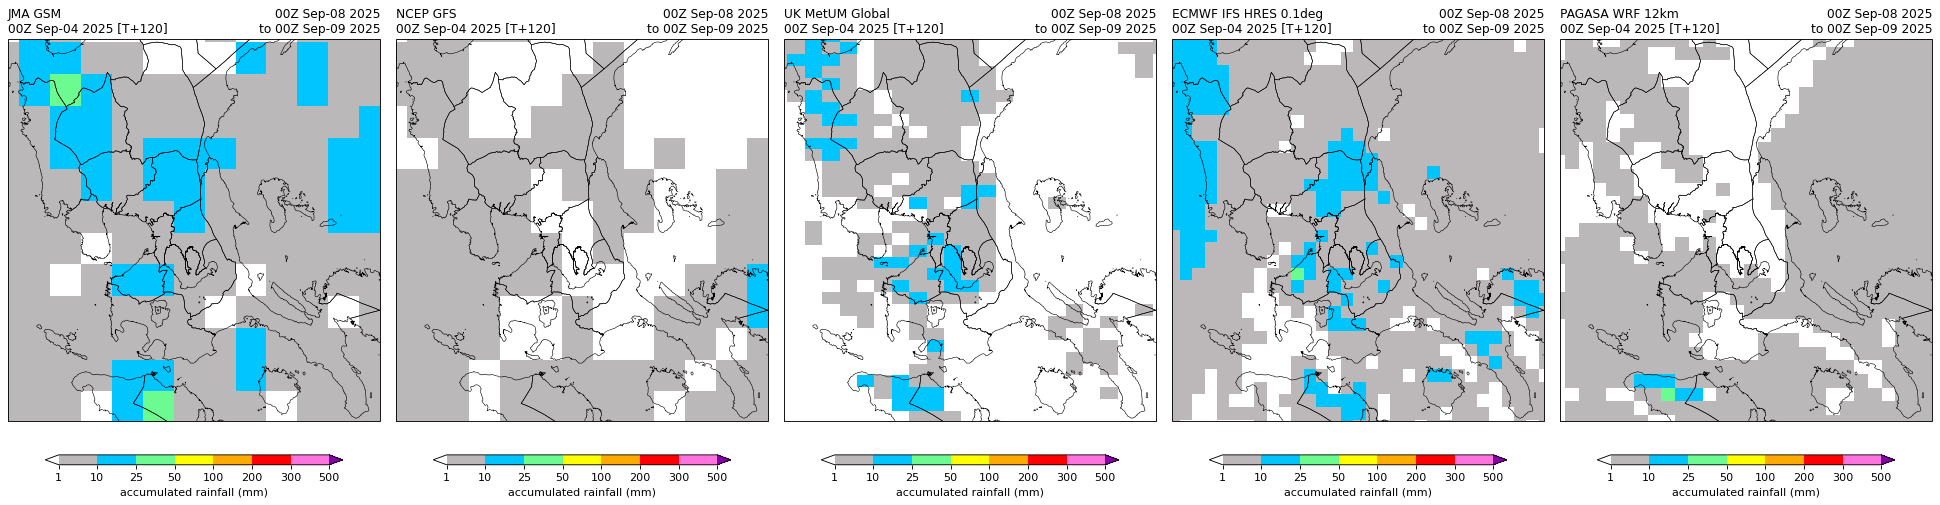 JMA GSM 00Z Sep-08 2025
00Z Sep-04 2025 [T+120] to 00Z Sep-09 2025
NCEP GFS 00Z Sep-08 2025
00Z Sep-04 2025 [T+120] to 00Z Sep-09 2025
UK MetUM Global 00Z Sep-08 2025
00Z Sep-04 2025 [T+120] to 00Z Sep-09 2025
ECMWF IFS HRES 0.1deg 00Z Sep-08 2025
00Z Sep-04 2025 [T+120] to 00Z Sep-09 2025
PAGASA WRF 12km 00Z Sep-08 2025
00Z Sep-04 2025 [T+120] to 00Z Sep-09 2025
1 10 25 50 100 200 300 500
accumulated rainfall (mm)
1 10 25 50 100 200 300 500
accumulated rainfall (mm)
1 10 25 50 100 200 300 500
accumulated rainfall (mm)
1 10 25 50 100 200 300 500
accumulated rainfall (mm)
1 10 25 50 100 200 300 500
accumulated rainfall (mm)